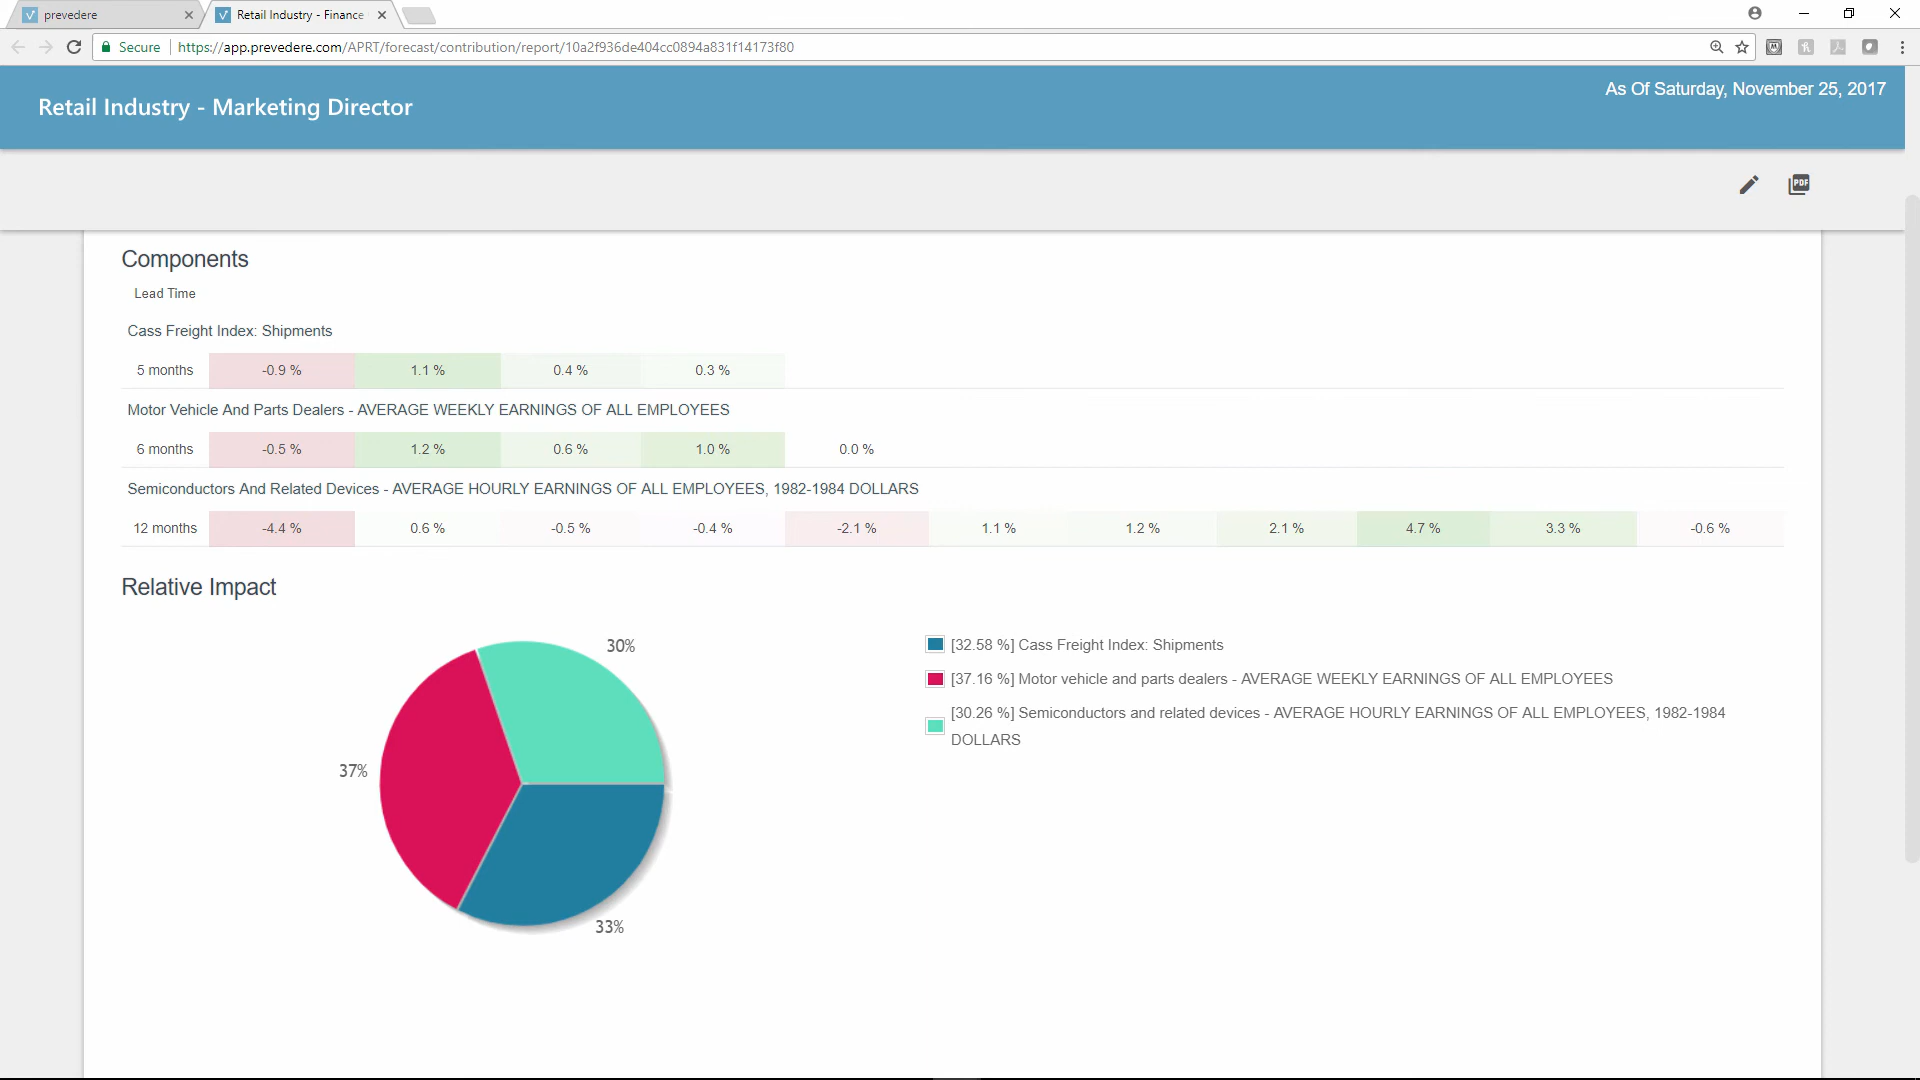 prevedere
Retail Industry - Finance
Secure
https://app.prevedere.com/APRT/forecast/contribution/report/10a2f936de404cc0894a831f14173f80
As Of Saturday, November 25, 2017
Retail Industry - Marketing Director
PDF
Components
Lead Time
Cass Freight Index: Shipments
5 months -0.9 % 1.1 % 0.4 % 0.3 %
Motor Vehicle And Parts Dealers - AVERAGE WEEKLY EARNINGS OF ALL EMPLOYEES
6 months -0.5 % 1.2 % 0.6 % 1.0 % 0.0 %
Semiconductors And Related Devices - AVERAGE HOURLY EARNINGS OF ALL EMPLOYEES, 1982-1984 DOLLARS
12 months -4.4 % 0.6 % -0.5 % -0.4 % -2.1 % 1.1 % 1.2 % 2.1 % 4.7 % 3.3 % -0.6 %
Relative Impact
30%
37%
33%
[32.58 %] Cass Freight Index: Shipments
[37.16 %] Motor vehicle and parts dealers - AVERAGE WEEKLY EARNINGS OF ALL EMPLOYEES
[30.26 %] Semiconductors and related devices - AVERAGE HOURLY EARNINGS OF ALL EMPLOYEES, 1982-1984
DOLLARS